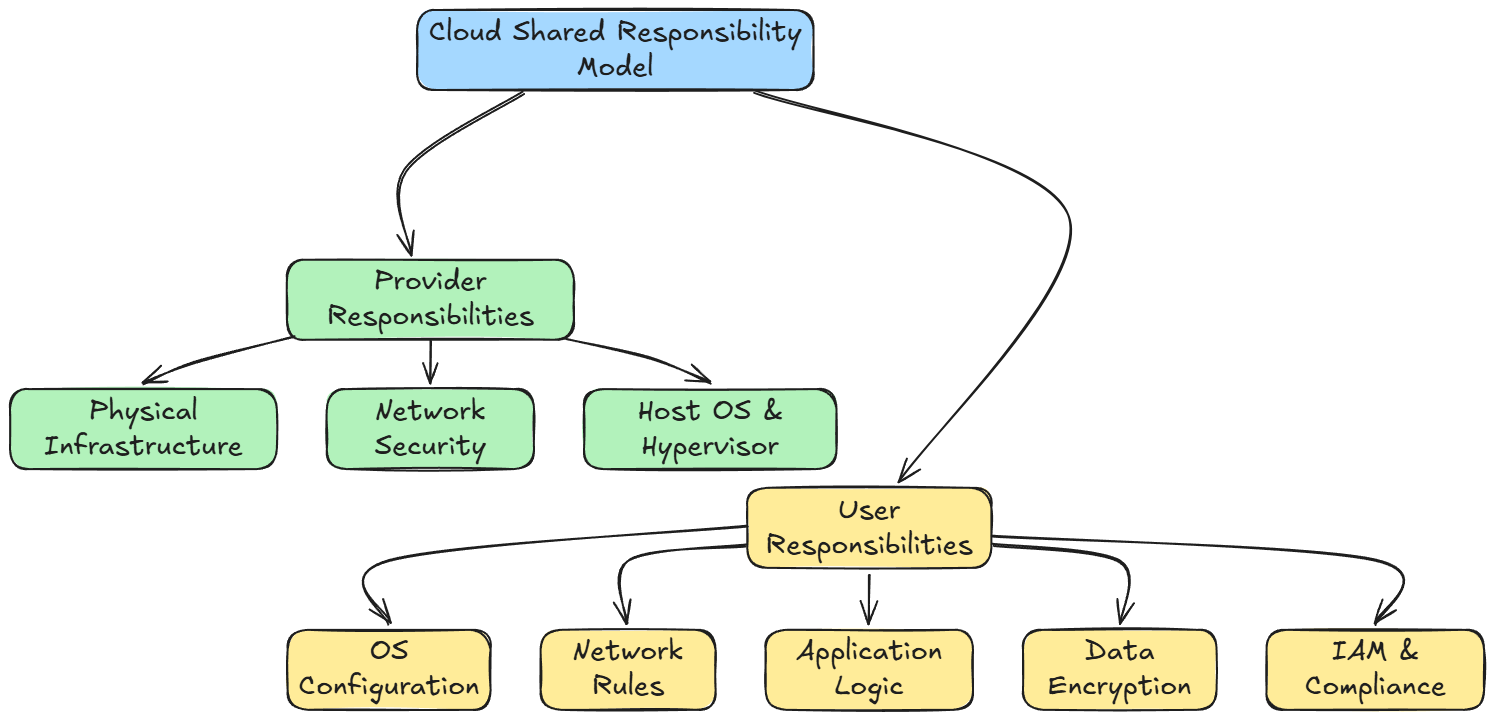 Cloud Shared Responsibility
Model
Provider
Responsibilities
Physical
Infrastructure
Network
Security
Host OS &
Hypervisor
User
Responsibilities
OS
Configuration
Network
Rules
Application
Logic
Data
Encryption
IAM &
Compliance